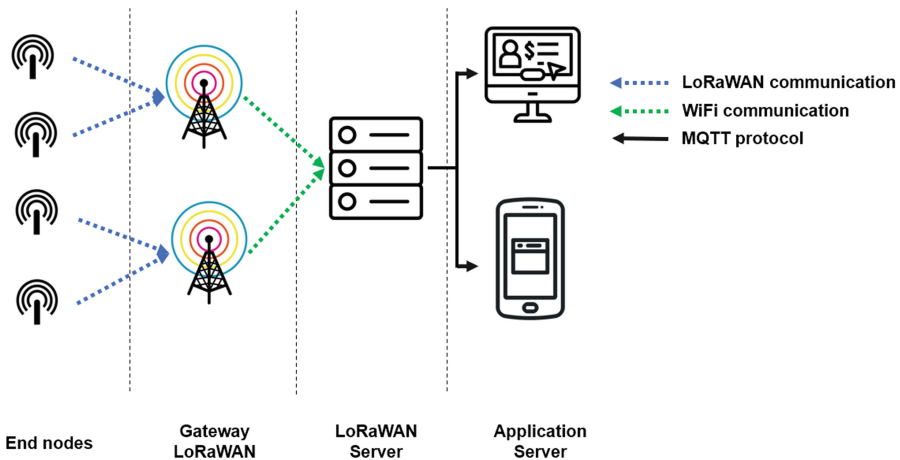 LoRaWAN communication
WiFi communication
MQTT protocol
$
End nodes
Gateway
LoRaWAN
LoRaWAN
Server
Application
Server